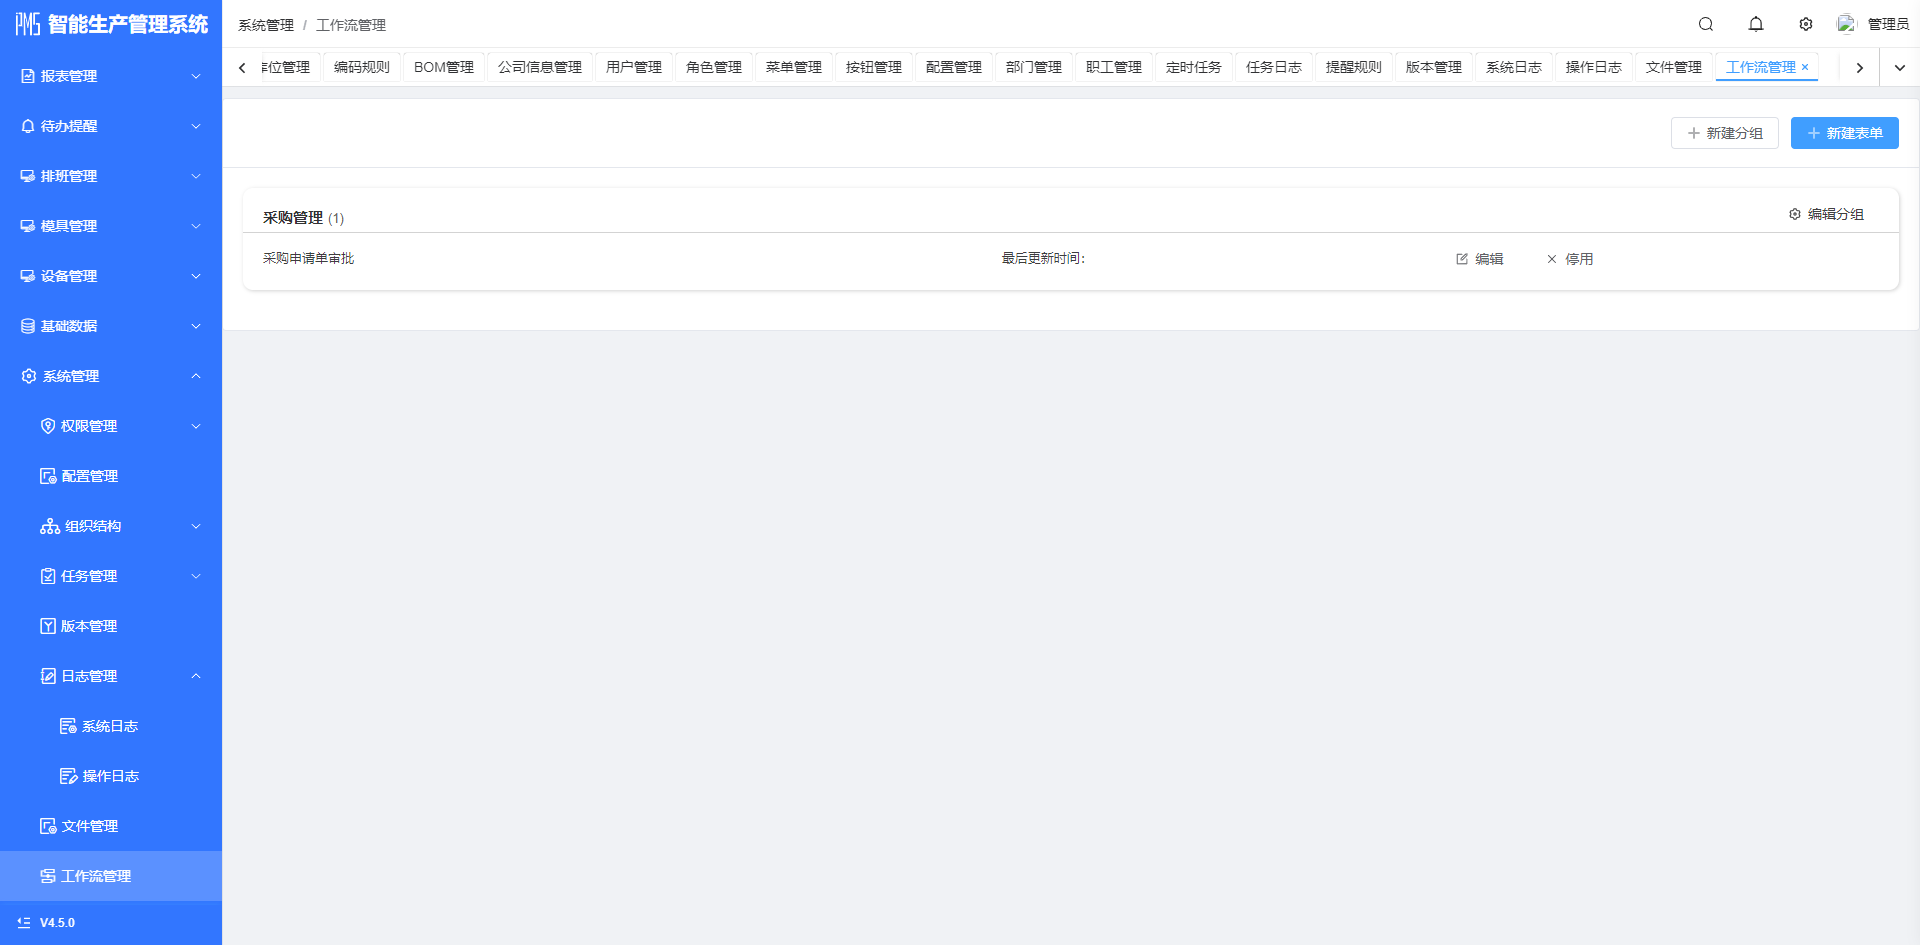 智能生产管理系统
系统管理 / 工作流管理
管理员
位管理 编码规则 BOM管理 公司信息管理 用户管理 角色管理 菜单管理 按钮管理 配置管理 部门管理 职工管理 定时任务 任务日志 提醒规则 版本管理 系统日志 操作日志 文件管理 工作流管理 ×
报表管理
待办提醒
排班管理
模具管理
设备管理
基础数据
系统管理
权限管理
配置管理
组织结构
任务管理
版本管理
日志管理
系统日志
操作日志
文件管理
工作流管理
V4.5.0
新建分组 新建表单
采购管理 (1) 编辑分组
采购申请单审批 最后更新时间: 编辑 停用